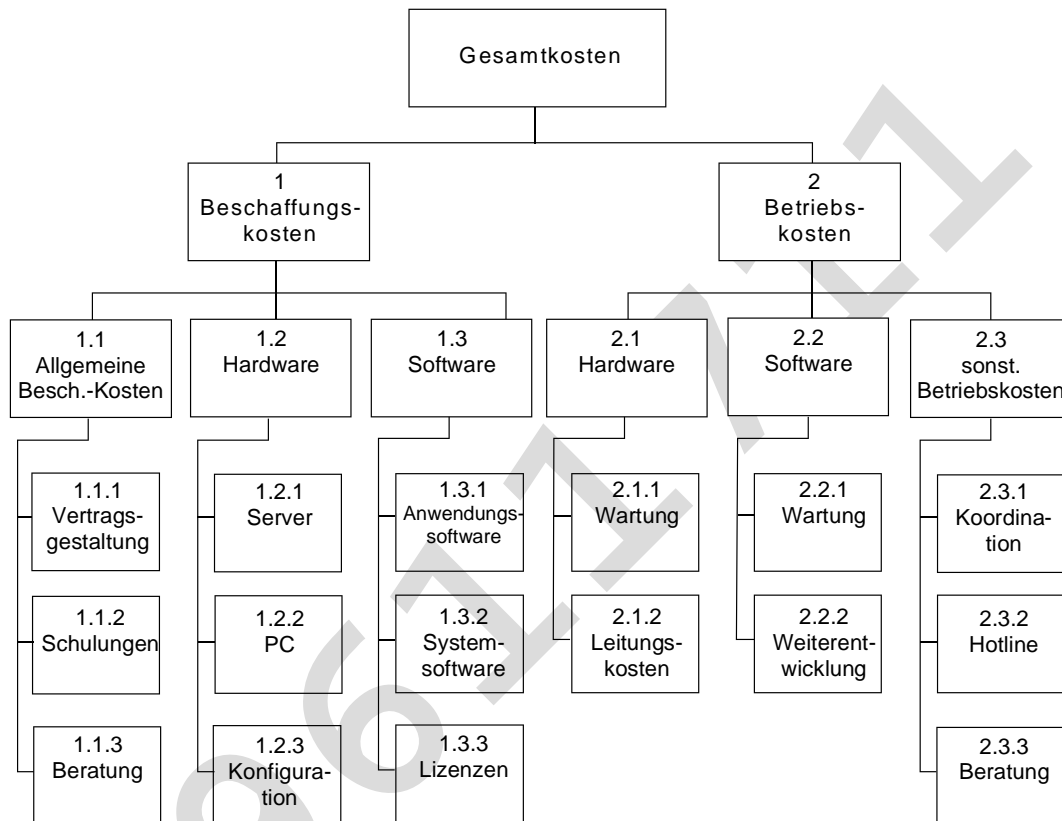 Gesamtkosten
1
Beschaffungs-
kosten
2
Betriebs-
kosten
1.1
Allgemeine
Besch.-Kosten
1.2
Hardware
1.3
Software
2.1
Hardware
2.2
Software
2.3
sonst.
Betriebskosten
1.1.1
Vertrags-
gestaltung
1.2.1
Server
1.3.1
Anwendungs-
software
2.1.1
Wartung
2.2.1
Wartung
2.3.1
Koordina-
tion
1.1.2
Schulungen
1.2.2
PC
1.3.2
System-
software
2.1.2
Leitungs-
kosten
2.2.2
Weiterent-
wicklung
2.3.2
Hotline
1.1.3
Beratung
1.2.3
Konfigura-
tion
1.3.3
Lizenzen
2.3.3
Beratung
9611 711